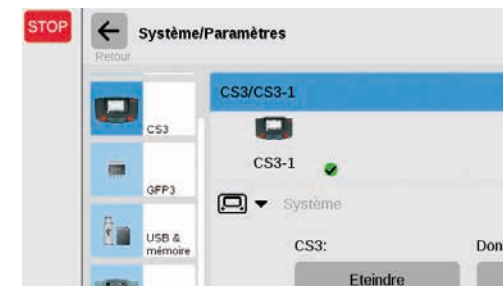 STOP
Système/Paramètres
Retour
CS3/CS3-1
CS3
CS3-1
GFP3
Système
USB &
mémoire
CS3:
Don
Eteindre